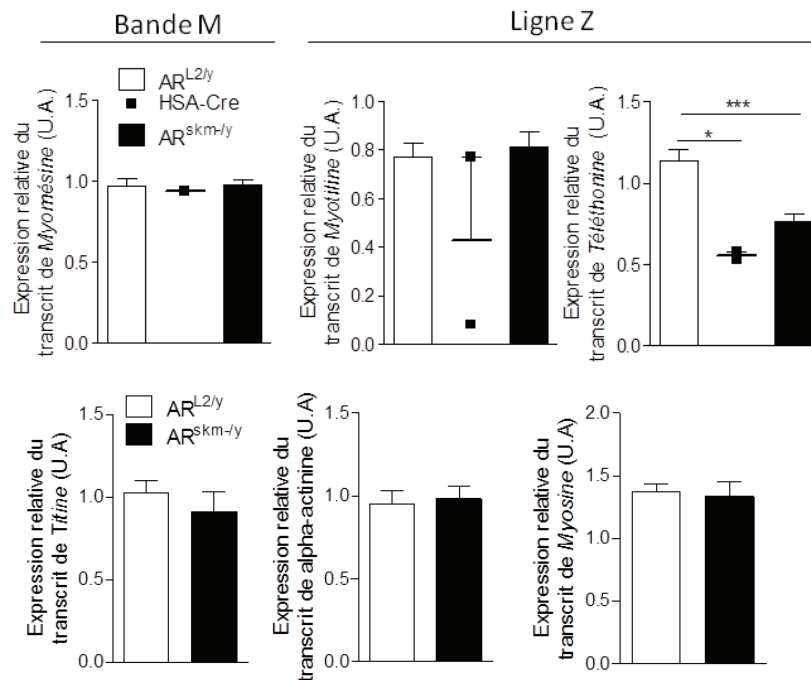 Bande M
Ligne Z
AR^L2/y
HSA-Cre
AR^skm-/y
Expression relative du
transcrit de Myomésine (U.A.)
1.5
1.0
0.5
0.0
Expression relative du
transcrit de Myotiline (U.A.)
1.0
0.8
0.6
0.4
0.2
0.0
Expression relative du
transcrit de Téléthonine (U.A.)
1.5
1.0
0.5
0.0
***
*
AR^L2/y
AR^skm-/y
Expression relative du
transcrit de Titine (U.A)
1.5
1.0
0.5
0.0
Expression relative du
transcrit de alpha-actinine (U.A)
1.5
1.0
0.5
0.0
Expression relative du
transcrit de Myosine (U.A)
2.0
1.5
1.0
0.5
0.0